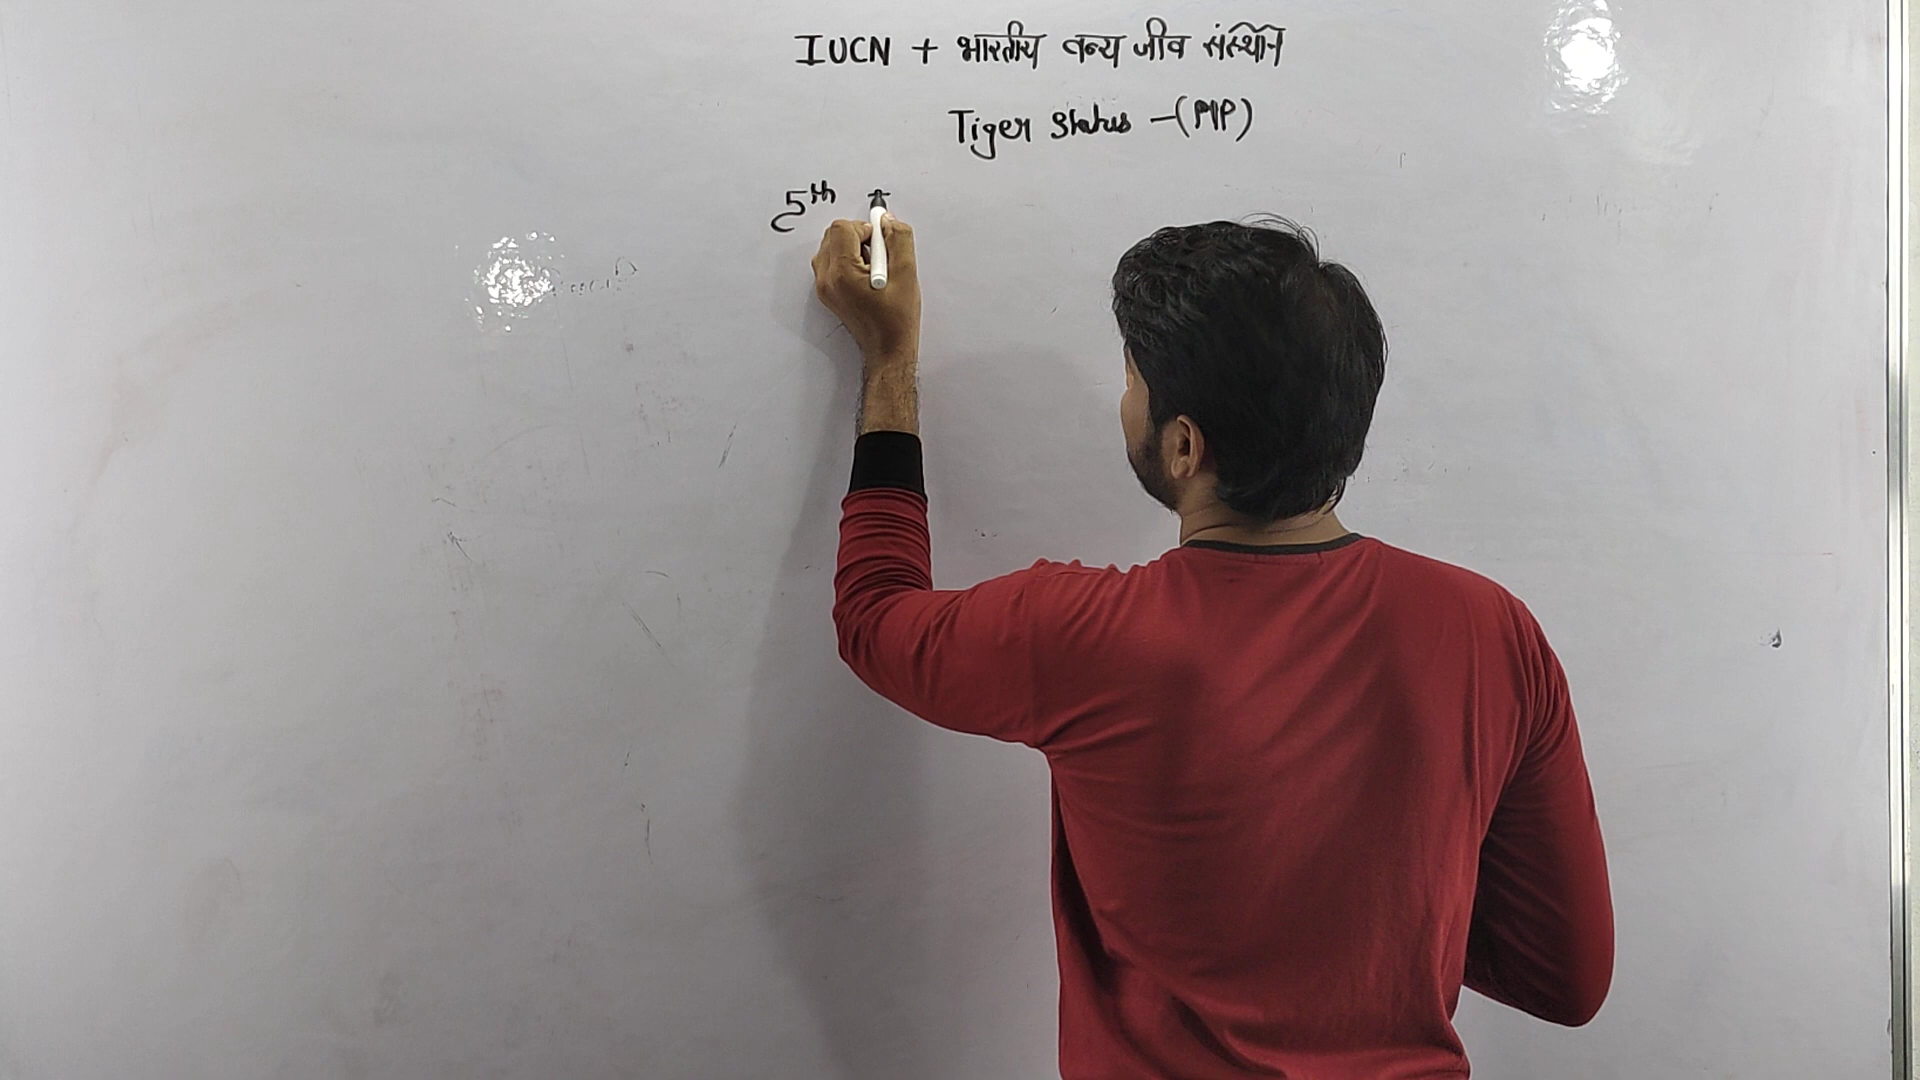 IUCN + भारतीय वन्य जीव संस्थान
Tiger Status - (MP)
5th